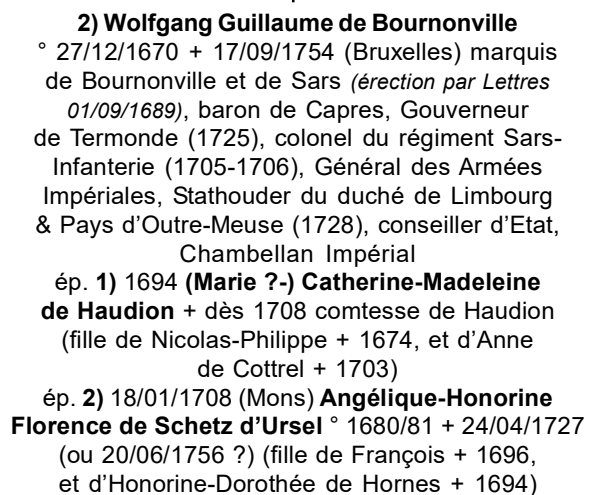 2) Wolfgang Guillaume de Bournonville
° 27/12/1670 + 17/09/1754 (Bruxelles) marquis
de Bournonville et de Sars (érection par Lettres
01/09/1689), baron de Capres, Gouverneur
de Termonde (1725), colonel du régiment Sars-
Infanterie (1705-1706), Général des Armées
Impériales, Stathouder du duché de Limbourg
& Pays d'Outre-Meuse (1728), conseiller d'Etat,
Chambellan Impérial
ép. 1) 1694 (Marie ?-) Catherine-Madeleine
de Haudion + dès 1708 comtesse de Haudion
(fille de Nicolas-Philippe + 1674, et d'Anne
de Cottrel + 1703)
ép. 2) 18/01/1708 (Mons) Angélique-Honorine
Florence de Schetz d'Ursel ° 1680/81 + 24/04/1727
(ou 20/06/1756 ?) (fille de François + 1696,
et d'Honorine-Dorothée de Hornes + 1694)